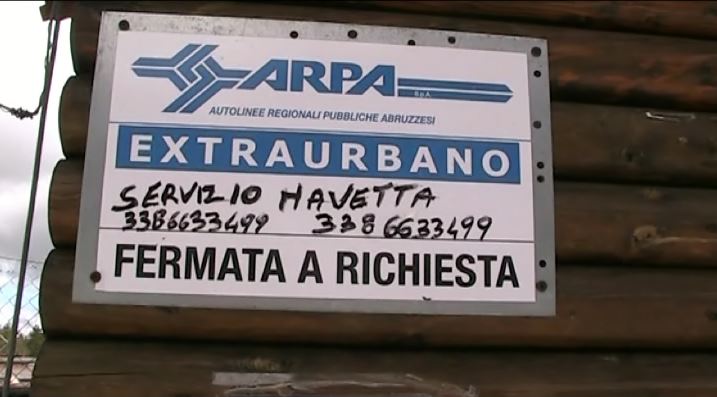 ARPA
S.p.A.
AUTOLINEE REGIONALI PUBBLICHE ABRUZZESI
EXTRAURBANO
SERVIZIO NAVETTA
3386633499 3386633499
FERMATA A RICHIESTA